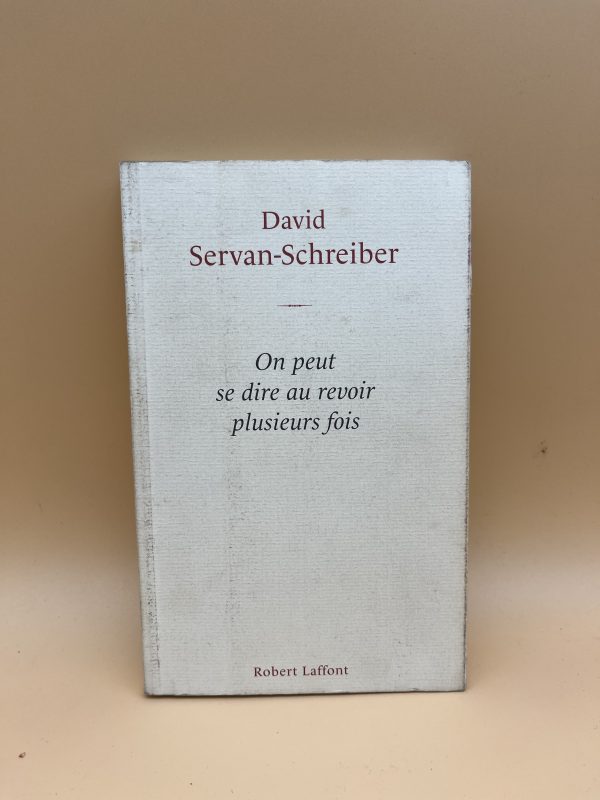 David
Servan-Schreiber
On peut
se dire au revoir
plusieurs fois
Robert Laffont